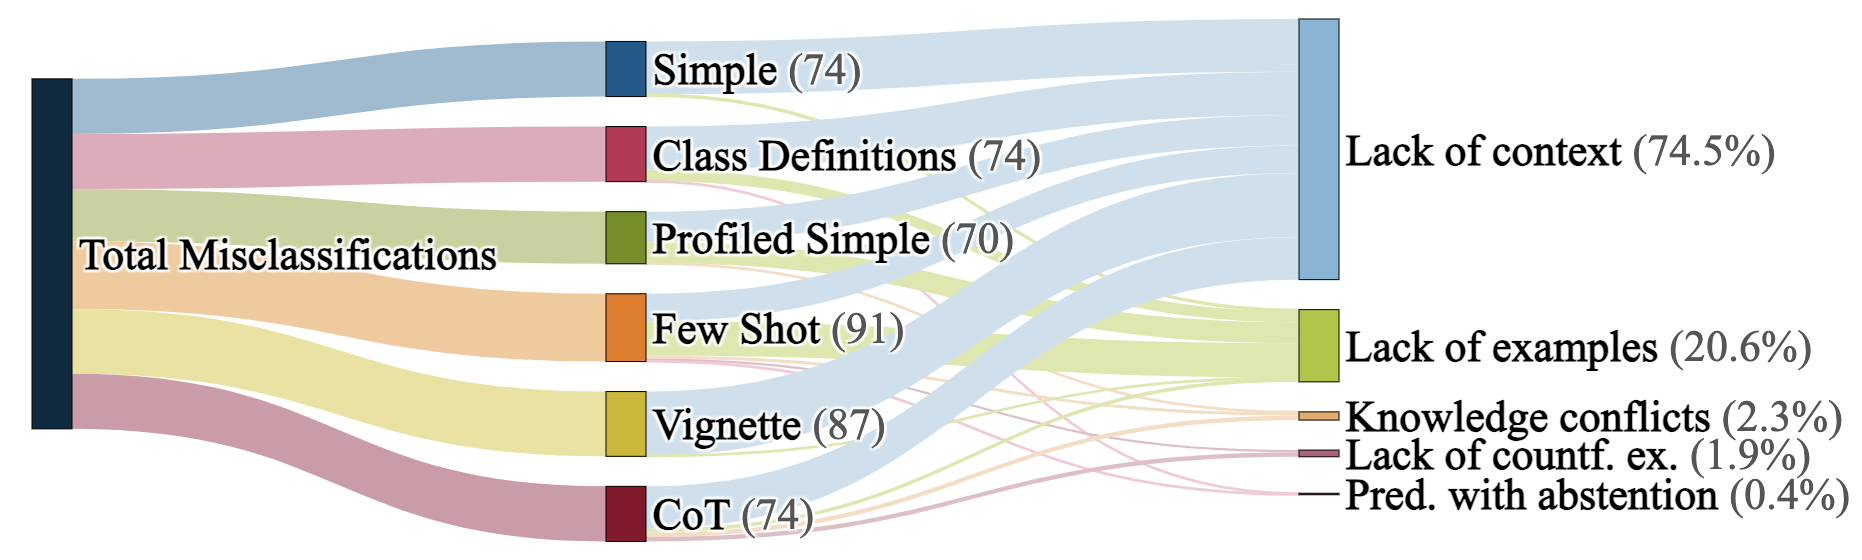 Total Misclassifications
Simple (74)
Class Definitions (74)
Profiled Simple (70)
Few Shot (91)
Vignette (87)
CoT (74)
Lack of context (74.5%)
Lack of examples (20.6%)
Knowledge conflicts (2.3%)
Lack of countf. ex. (1.9%)
Pred. with abstention (0.4%)